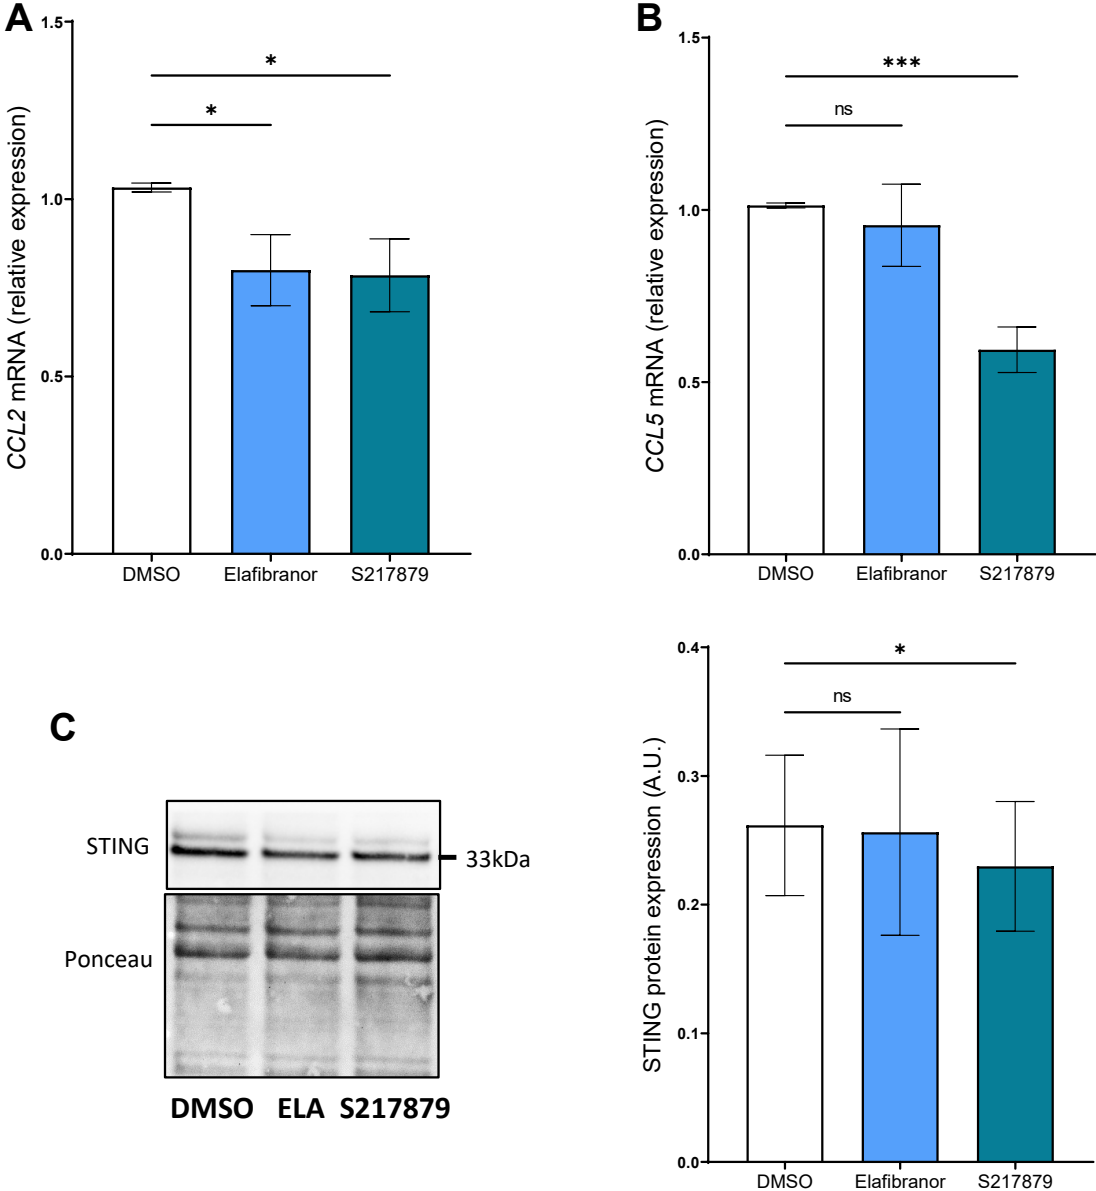 A
CCL2 mRNA (relative expression)
1.5
1.0
0.5
0.0
*
*
DMSO
Elafibranor
S217879
B
CCL5 mRNA (relative expression)
1.5
1.0
0.5
0.0
***
ns
DMSO
Elafibranor
S217879
C
STING
33kDa
Ponceau
DMSO
ELA
S217879
STING protein expression (A.U.)
0.4
0.3
0.2
0.1
0.0
*
ns
DMSO
Elafibranor
S217879